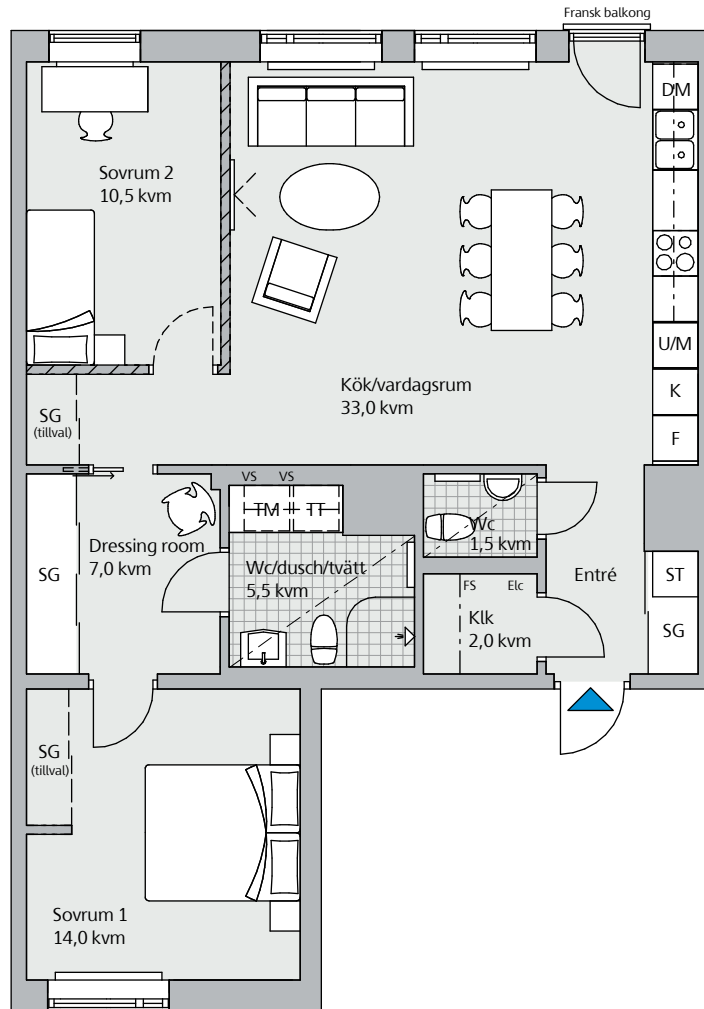 Fransk balkong
DM
Sovrum 2
10,5 kvm
U/M
Kök/vardagsrum
33,0 kvm
K
SG
(tillval)
F
VS VS
TM TT
Wc
1,5 kvm
Dressing room
7,0 kvm
Wc/dusch/tvätt
5,5 kvm
SG
Entré
ST
FS Elc
Klk
2,0 kvm
SG
SG
(tillval)
Sovrum 1
14,0 kvm